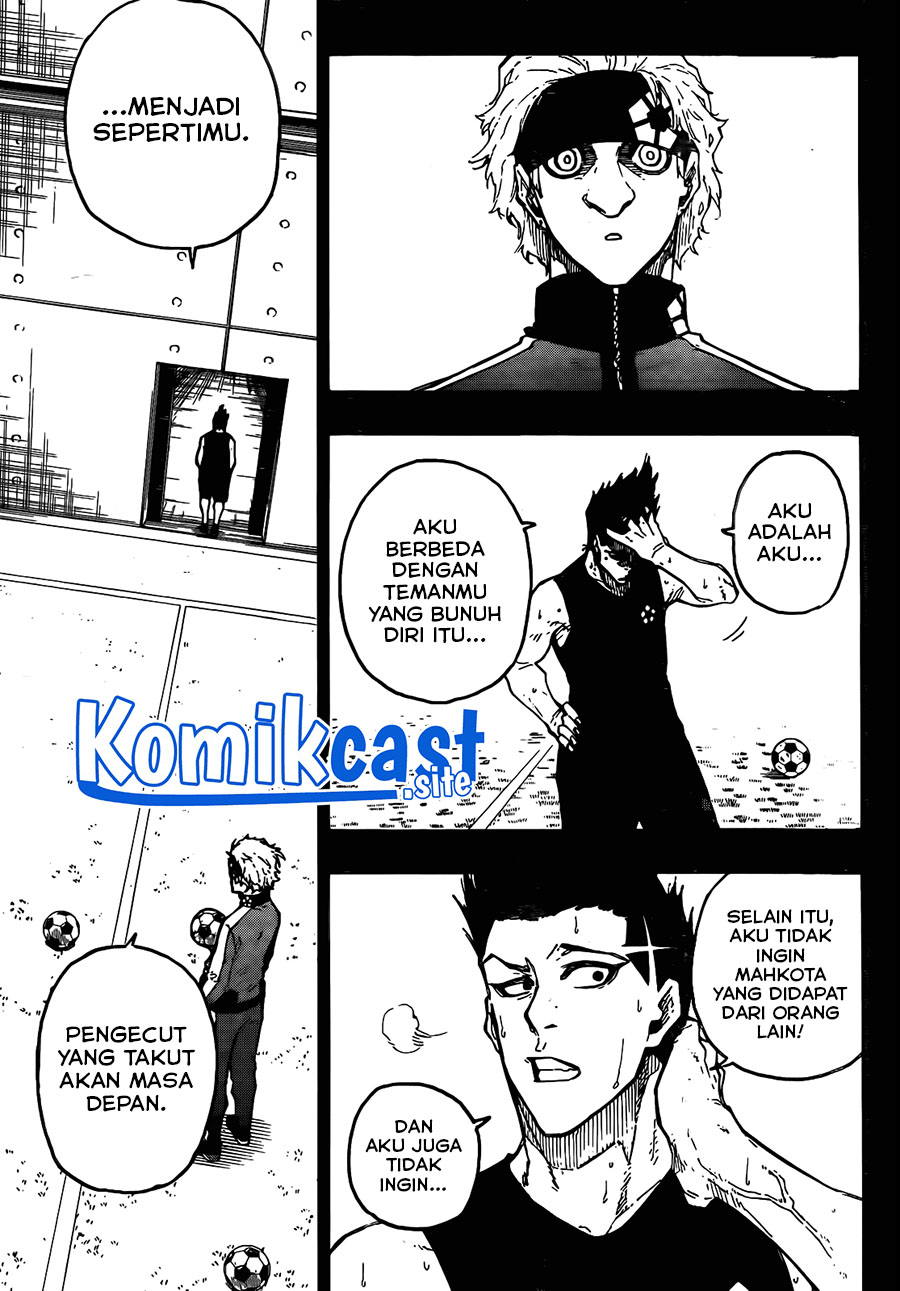 AKU
ADALAH
AKU...
AKU
BERBEDA
DENGAN
TEMANMU
YANG BUNUH
DIRI ITU...
SELAIN ITU,
AKU TIDAK
INGIN
MAHKOTA
YANG DIDAPAT
DARI ORANG
LAIN!
DAN
AKU JUGA
TIDAK
INGIN...
...MENJADI
SEPERTIMU.
Komikcast
.site
PENGECUT
YANG TAKUT
AKAN MASA
DEPAN.